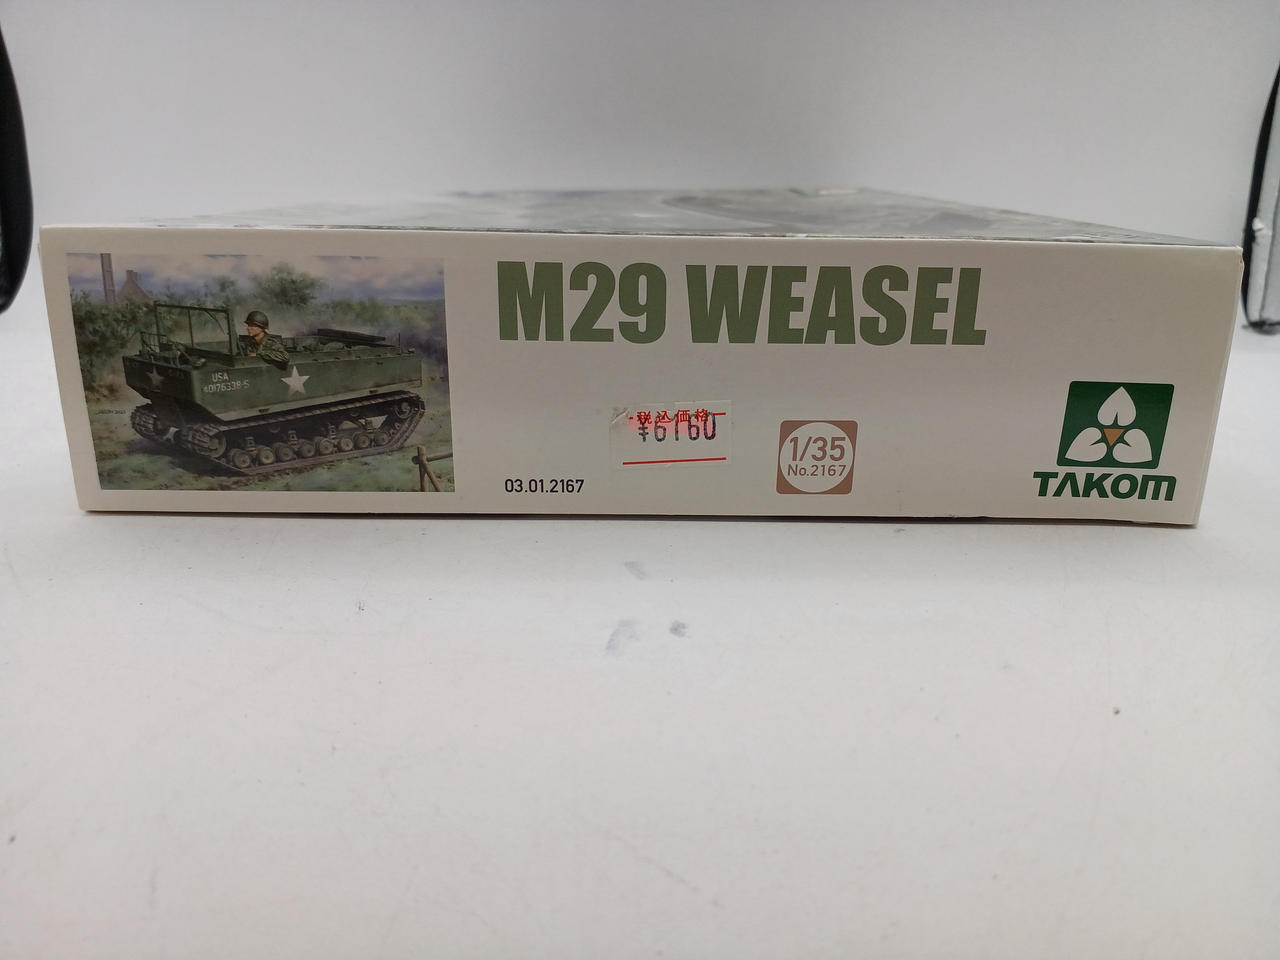 M29 WEASEL
USA
40176338-S
税込価格
¥6160
03.01.2167
1/35
No.2167
TAKOM